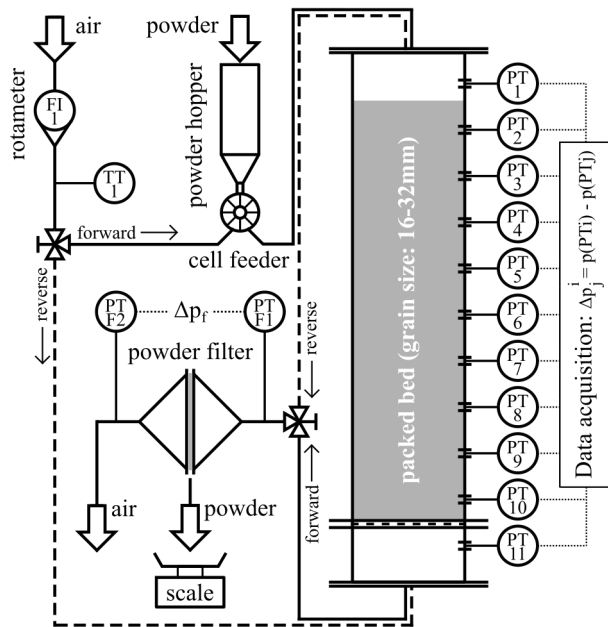 air
powder
rotameter
FI
1
TT
1
powder hopper
forward
cell feeder
reverse
PT
F2
Δp_f
PT
F1
powder filter
reverse
forward
air
powder
scale
packed bed (grain size: 16-32mm)
PT
1
PT
2
PT
3
PT
4
PT
5
PT
6
PT
7
PT
8
PT
9
PT
10
PT
11
Data acquisition: Δp^i_j = p(PTi) - p(PTj)